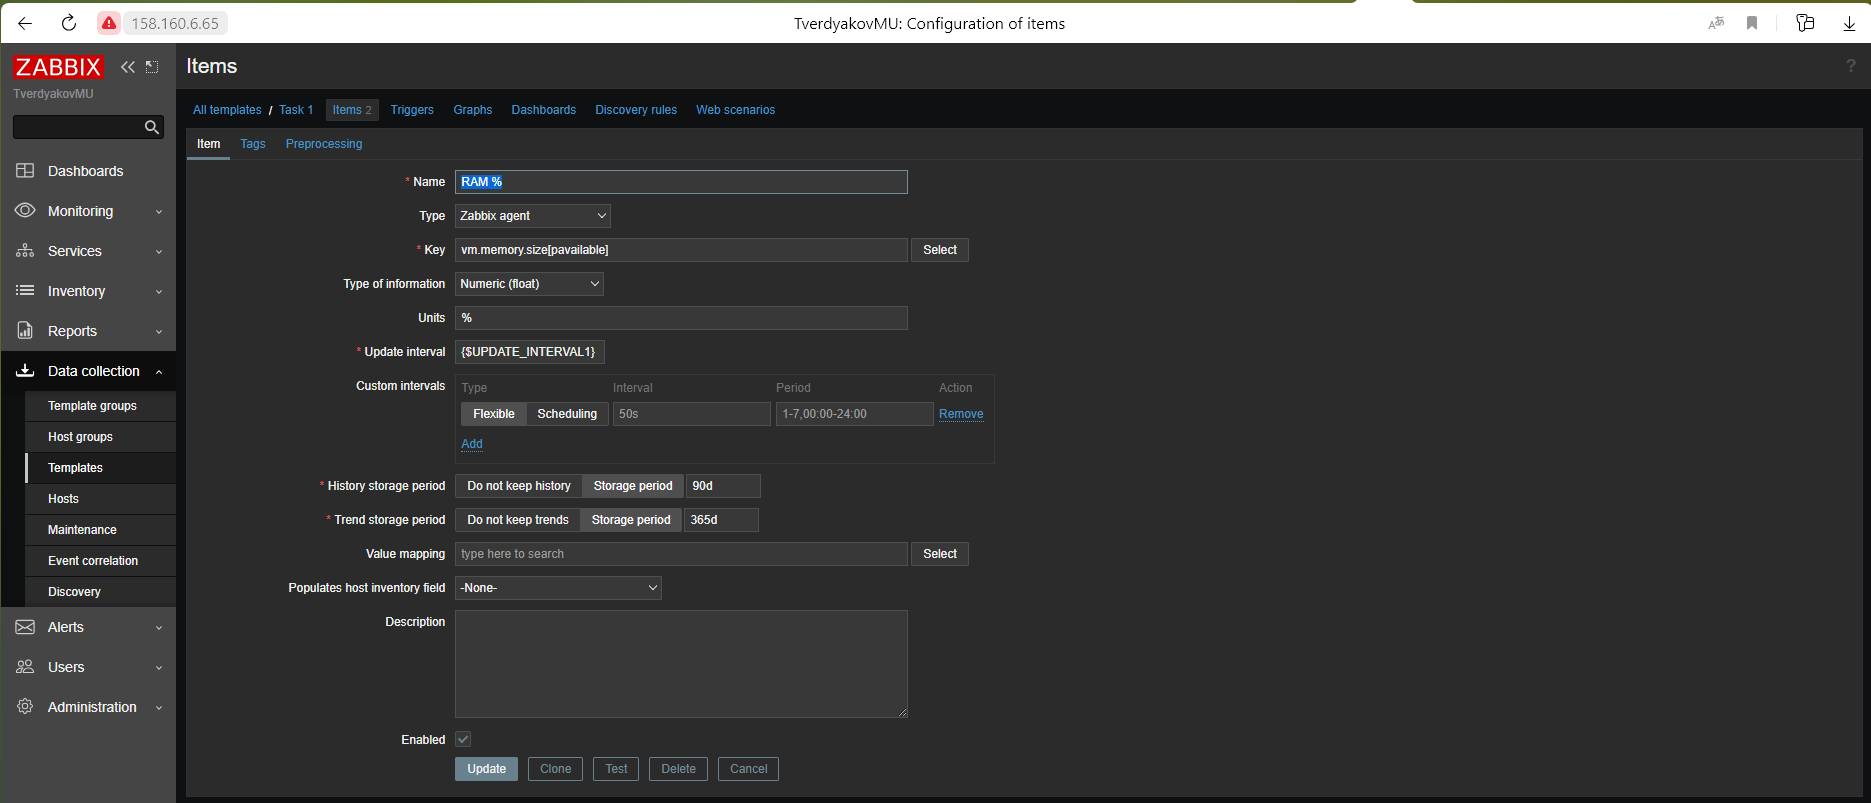 158.160.6.65
TverdyakovMU: Configuration of items
ZABBIX
TverdyakovMU
Dashboards
Monitoring
Services
Inventory
Reports
Data collection
Template groups
Host groups
Templates
Hosts
Maintenance
Event correlation
Discovery
Alerts
Users
Administration
Items
?
All templates / Task 1 Items 2 Triggers Graphs Dashboards Discovery rules Web scenarios
Item Tags Preprocessing
* Name RAM %
Type Zabbix agent
* Key vm.memory.size[pavailable] Select
Type of information Numeric (float)
Units %
* Update interval {$UPDATE_INTERVAL1}
Custom intervals Type Interval Period Action
Flexible Scheduling 50s 1-7,00:00-24:00 Remove
Add
* History storage period Do not keep history Storage period 90d
* Trend storage period Do not keep trends Storage period 365d
Value mapping type here to search Select
Populates host inventory field -None-
Description
Enabled
Update Clone Test Delete Cancel